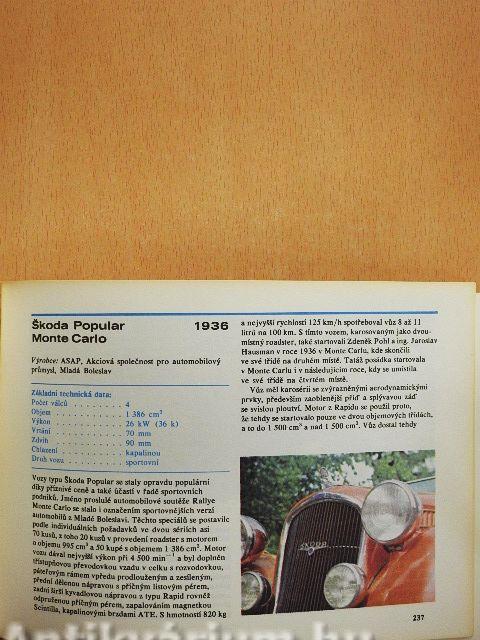 Škoda Popular 1936
Monte Carlo
Výrobce: ASAP, Akciová společnost pro automobilový
průmysl, Mladá Boleslav
Základní technická data:
Počet válců . . . . . . . . . . 4
Objem . . . . . . . . . . 1 386 cm³
Výkon . . . . . . . . . . 26 kW (36 k)
Vrtání . . . . . . . . . . 70 mm
Zdvih . . . . . . . . . . 90 mm
Chlazení . . . . . . . . . . kapalinou
Druh vozu . . . . . . . . . . sportovní
Vozy typu Škoda Popular se staly opravdu populární
díky příznivé ceně a také účastí v řadě sportovních
podniků. Jméno proslulé automobilové soutěže Rallye
Monte Carlo se stalo i označením sportovnějších verzí
automobilů z Mladé Boleslavi. Těchto speciálů se postavilo
podle individuálních požadavků ve dvou sériích asi
70 kusů, z toho 20 kusů v provedení roadster s motorem
o objemu 995 cm³ a 50 kupé s objemem 1 386 cm³. Motor
vozu dával nejvyšší výkon při 4 500 min⁻¹ a byl doplněn
třístupňovou převodovkou vzadu v celku s rozvodovkou,
páteřovým rámem vpředu prodlouženým a zesíleným,
přední dělenou nápravou s příčným listovým pérem,
zadní širší kyvadlovou nápravou z typu Rapid rovněž
odpruženou příčným pérem, zapalováním magnetkou
Scintilla, kapalinovými brzdami ATE. S hmotností 820 kg
a nejvyšší rychlostí 125 km/h spotřeboval vůz 8 až 11
litrů na 100 km. S tímto vozem, karosovaným jako dvou-
místný roadster, také startovali Zdeněk Pohl a ing. Jaroslav
Hausman v roce 1936 v Monte Carlu, kde skončili
ve své třídě na druhém místě. Tatáž posádka startovala
v Monte Carlu i v následujícím roce, kdy se umístila
ve své třídě na čtvrtém místě.
Vůz měl karosérii se zvýrazněnými aerodynamickými
prvky, především zaoblenější příď a splývavou záď
se svislou ploutví. Motor z Rapidu se použil proto,
že tehdy se startovalo pouze ve dvou objemových třídách,
a to do 1 500 cm³ a nad 1 500 cm³. Vůz dostal tehdy
237